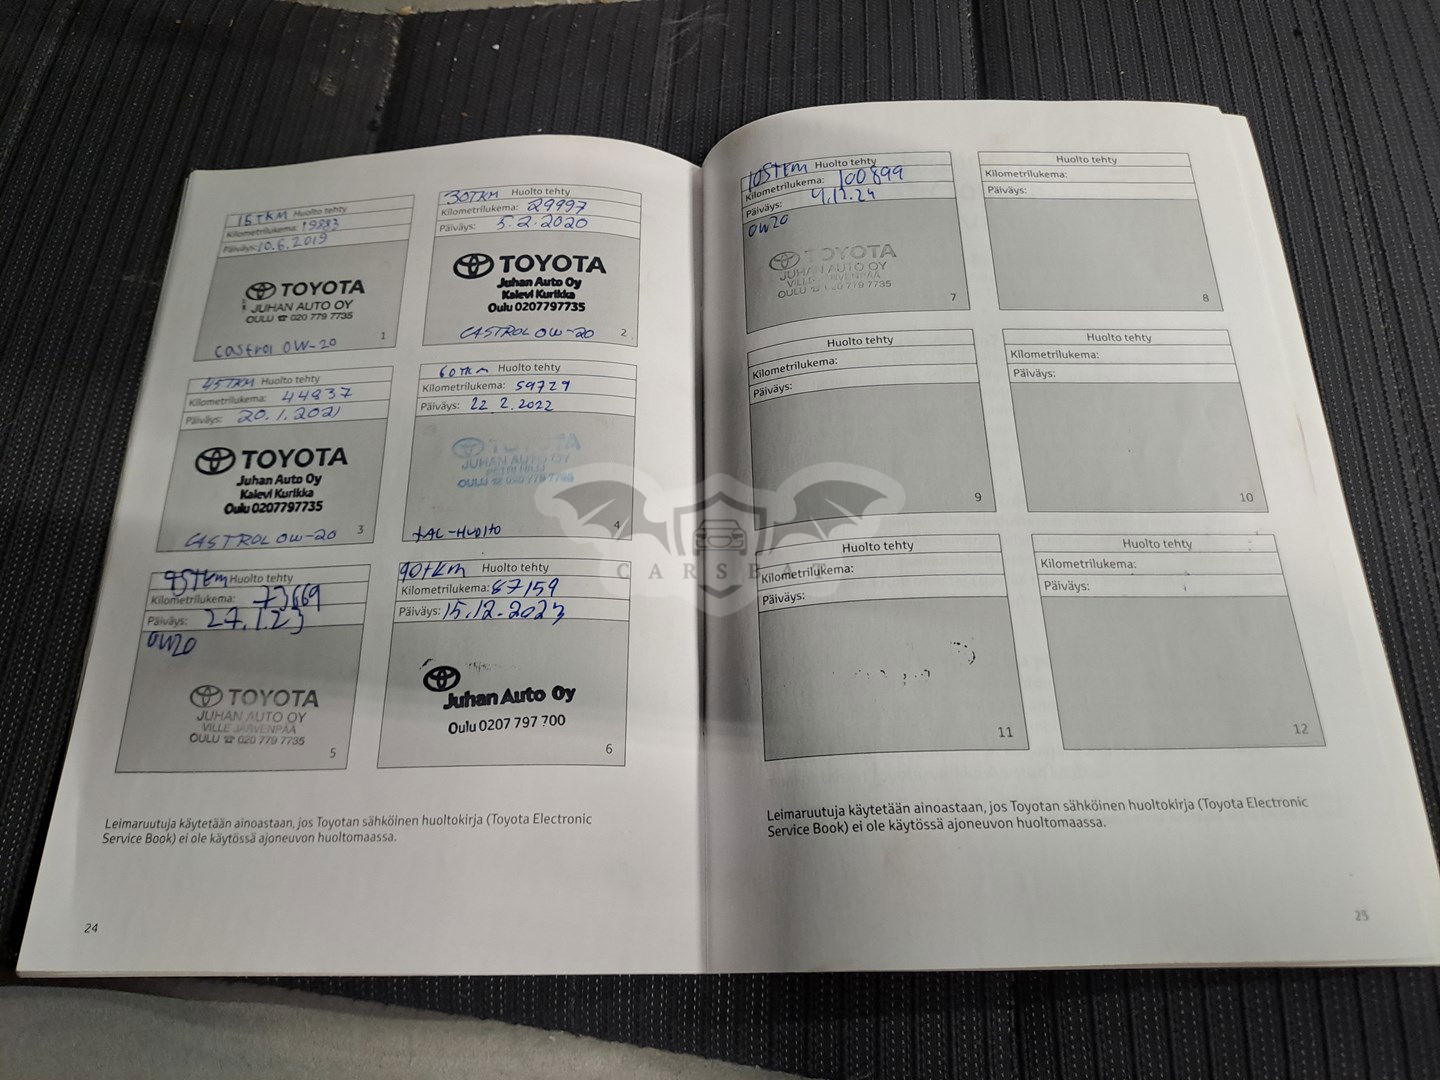 15TKM Huolto tehty
Kilometrilukema: 19883
Päiväys: 10.6.2019
TOYOTA
JUHAN AUTO OY
OULU ☎ 020 779 7735
Castrol 0W-20
1
30TKM Huolto tehty
Kilometrilukema: 29997
Päiväys: 5.2.2020
TOYOTA
Juhan Auto Oy
Kalevi Kurikka
Oulu 0207797735
CASTROL 0W-20
2
45TKM Huolto tehty
Kilometrilukema: 44837
Päiväys: 20.1.2021
TOYOTA
Juhan Auto Oy
Kalevi Kurikka
Oulu 0207797735
CASTROL 0W-20
3
60TKM Huolto tehty
Kilometrilukema: 59729
Päiväys: 22 2.2022
TOYOTA
JUHAN AUTO OY
OULU ☎ 020 779
4
Huolto tehty
Kilometrilukema: 73669
Päiväys: 27.1.23
0W20
TOYOTA
JUHAN AUTO OY
VILLE JÄRVENPÄÄ
OULU ☎ 020 779 7735
5
90TKM Huolto tehty
Kilometrilukema: 87159
Päiväys: 15.12.2023
Juhan Auto Oy
Oulu 0207 797 700
6
Leimaruutuja käytetään ainoastaan, jos Toyotan sähköinen huoltokirja (Toyota Electronic
Service Book) ei ole käytössä ajoneuvon huoltomaassa.
24
105TKM Huolto tehty
Kilometrilukema: 100899
Päiväys: 4.12.24
0W20
TOYOTA
JUHAN AUTO OY
VILLE JÄRVENPÄÄ
OULU ☎ 020 779 7735
7
Huolto tehty
Kilometrilukema:
Päiväys:
8
Huolto tehty
Kilometrilukema:
Päiväys:
9
Huolto tehty
Kilometrilukema:
Päiväys:
10
Huolto tehty
Kilometrilukema:
Päiväys:
11
Huolto tehty
Kilometrilukema:
Päiväys:
12
Leimaruutuja käytetään ainoastaan, jos Toyotan sähköinen huoltokirja (Toyota Electronic
Service Book) ei ole käytössä ajoneuvon huoltomaassa.
25
CARSBAT